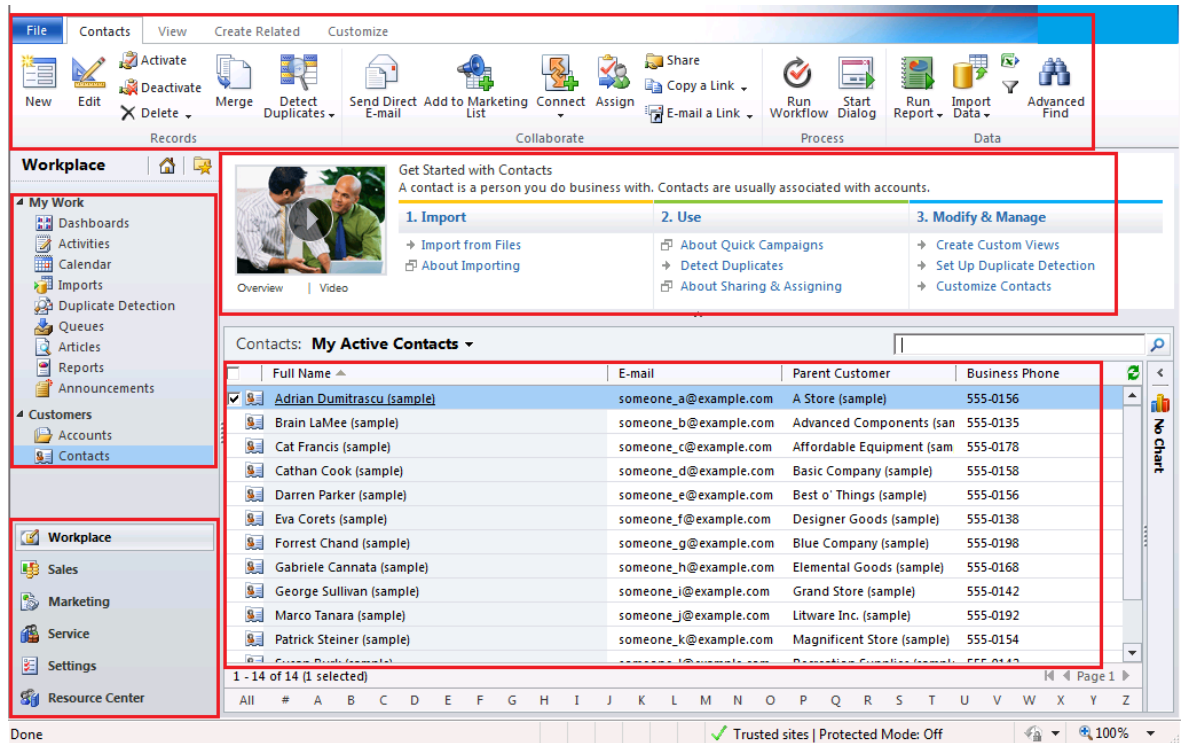 File Contacts View Create Related Customize
New Edit Activate Deactivate Delete Merge Detect Duplicates Send Direct E-mail Add to Marketing List Connect Assign Share Copy a Link E-mail a Link Run Workflow Start Dialog Run Report Import Data Advanced Find
Records Collaborate Process Data
Workplace
My Work
Dashboards
Activities
Calendar
Imports
Duplicate Detection
Queues
Articles
Reports
Announcements
Customers
Accounts
Contacts
Workplace
Sales
Marketing
Service
Settings
Resource Center
Get Started with Contacts
A contact is a person you do business with. Contacts are usually associated with accounts.
Overview | Video
1. Import
Import from Files
About Importing
2. Use
About Quick Campaigns
Detect Duplicates
About Sharing & Assigning
3. Modify & Manage
Create Custom Views
Set Up Duplicate Detection
Customize Contacts
Contacts: My Active Contacts
Full Name E-mail Parent Customer Business Phone
Adrian Dumitrascu (sample) someone_a@example.com A Store (sample) 555-0156
Brain LaMee (sample) someone_b@example.com Advanced Components (san 555-0135
Cat Francis (sample) someone_c@example.com Affordable Equipment (sam 555-0178
Cathan Cook (sample) someone_d@example.com Basic Company (sample) 555-0158
Darren Parker (sample) someone_e@example.com Best o' Things (sample) 555-0156
Eva Corets (sample) someone_f@example.com Designer Goods (sample) 555-0138
Forrest Chand (sample) someone_g@example.com Blue Company (sample) 555-0198
Gabriele Cannata (sample) someone_h@example.com Elemental Goods (sample) 555-0168
George Sullivan (sample) someone_i@example.com Grand Store (sample) 555-0142
Marco Tanara (sample) someone_j@example.com Litware Inc. (sample) 555-0192
Patrick Steiner (sample) someone_k@example.com Magnificent Store (sample) 555-0154
No Chart
1 - 14 of 14 (1 selected) Page 1
All # A B C D E F G H I J K L M N O P Q R S T U V W X Y Z
Done Trusted sites | Protected Mode: Off 100%